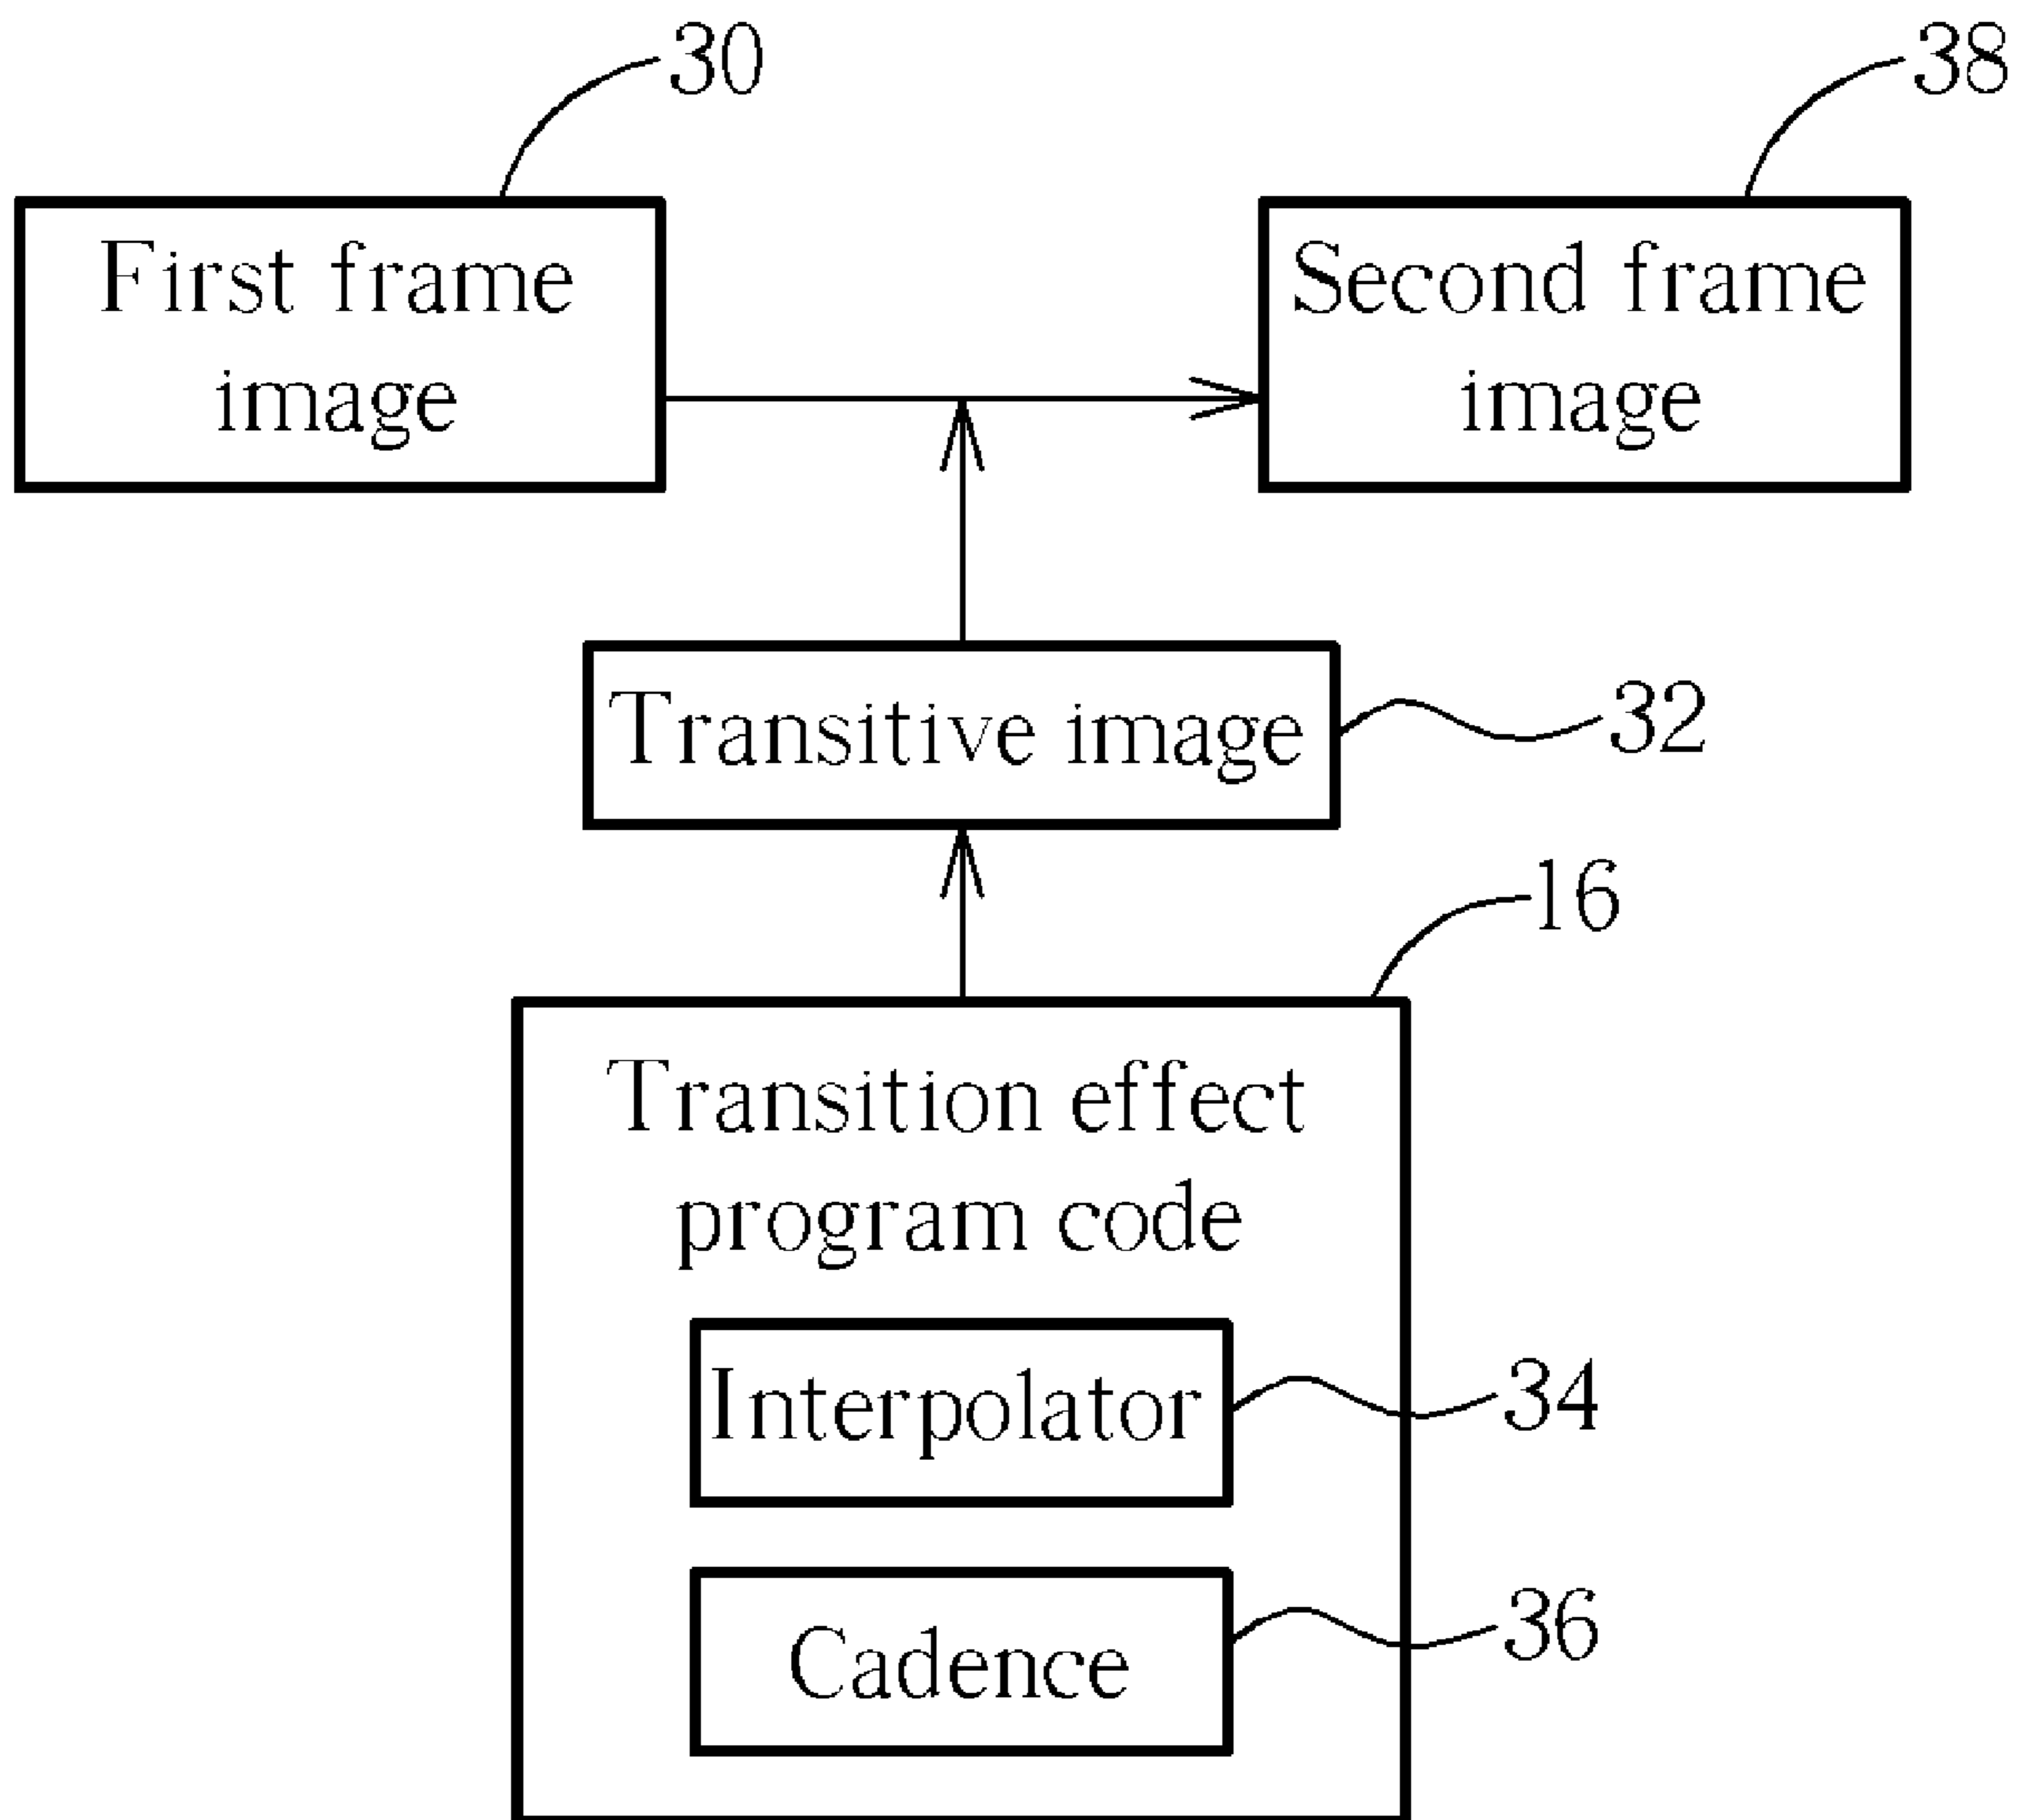 30
38
First frame
image
Second frame
image
Transitive image
32
16
Transition effect
program code
Interpolator
34
Cadence
36